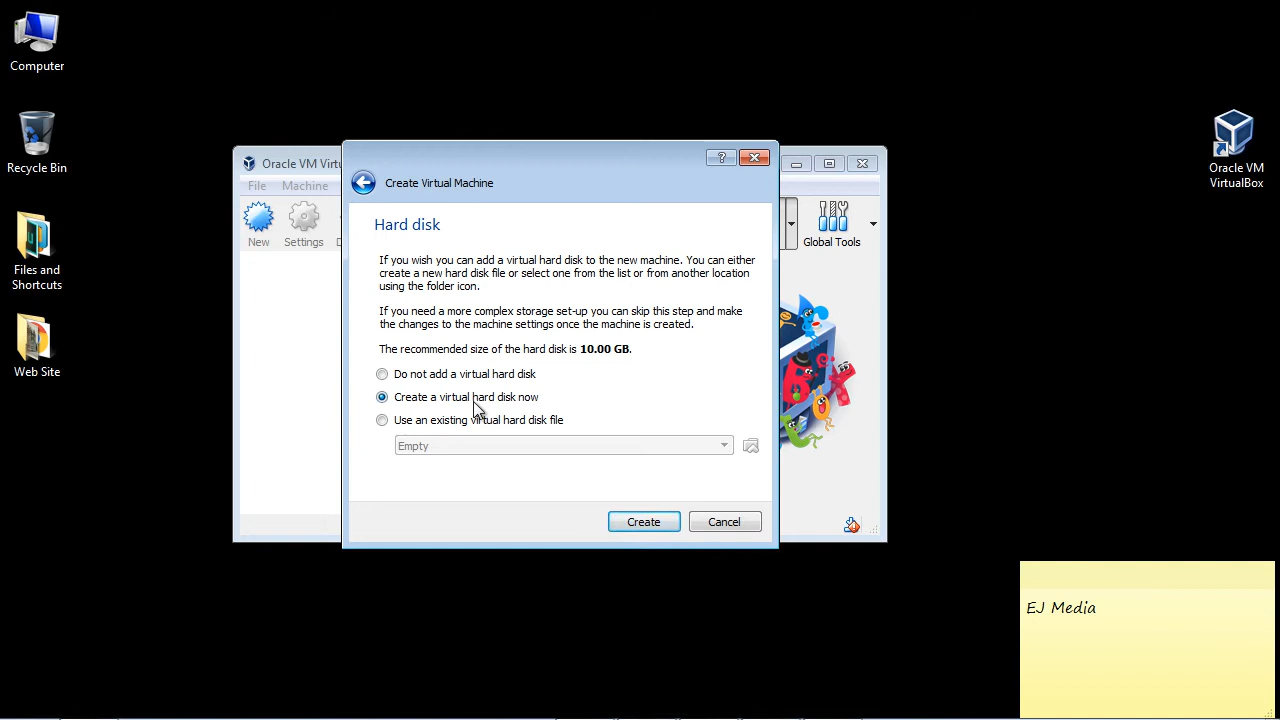 Computer
Recycle Bin
Files and
Shortcuts
Web Site
Oracle VM
VirtualBox
Oracle VM Virtu
File Machine
New Settings
Global Tools
Create Virtual Machine
Hard disk
If you wish you can add a virtual hard disk to the new machine. You can either
create a new hard disk file or select one from the list or from another location
using the folder icon.
If you need a more complex storage set-up you can skip this step and make
the changes to the machine settings once the machine is created.
The recommended size of the hard disk is 10.00 GB.
Do not add a virtual hard disk
Create a virtual hard disk now
Use an existing virtual hard disk file
Empty
Create Cancel
EJ Media